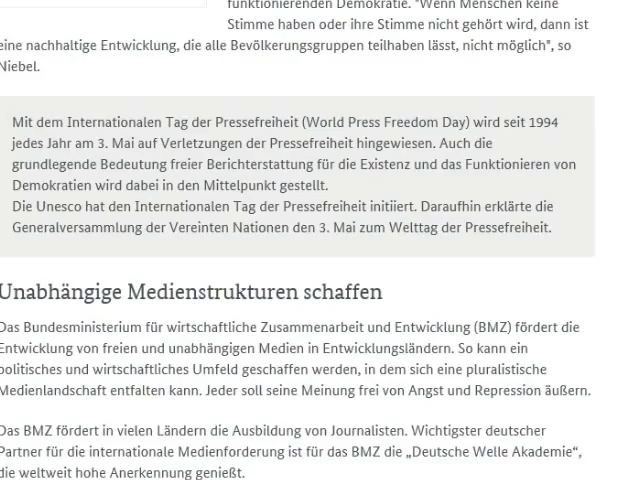 funktionierenden Demokratie. "Wenn Menschen keine
Stimme haben oder ihre Stimme nicht gehört wird, dann ist
eine nachhaltige Entwicklung, die alle Bevölkerungsgruppen teilhaben lässt, nicht möglich", so
Niebel.
Mit dem Internationalen Tag der Pressefreiheit (World Press Freedom Day) wird seit 1994
jedes Jahr am 3. Mai auf Verletzungen der Pressefreiheit hingewiesen. Auch die
grundlegende Bedeutung freier Berichterstattung für die Existenz und das Funktionieren von
Demokratien wird dabei in den Mittelpunkt gestellt.
Die Unesco hat den Internationalen Tag der Pressefreiheit initiiert. Daraufhin erklärte die
Generalversammlung der Vereinten Nationen den 3. Mai zum Welttag der Pressefreiheit.
Unabhängige Medienstrukturen schaffen
Das Bundesministerium für wirtschaftliche Zusammenarbeit und Entwicklung (BMZ) fördert die
Entwicklung von freien und unabhängigen Medien in Entwicklungsländern. So kann ein
politisches und wirtschaftliches Umfeld geschaffen werden, in dem sich eine pluralistische
Medienlandschaft entfalten kann. Jeder soll seine Meinung frei von Angst und Repression äußern.
Das BMZ fördert in vielen Ländern die Ausbildung von Journalisten. Wichtigster deutscher
Partner für die internationale Medienforderung ist für das BMZ die „Deutsche Welle Akademie“,
die weltweit hohe Anerkennung genießt.